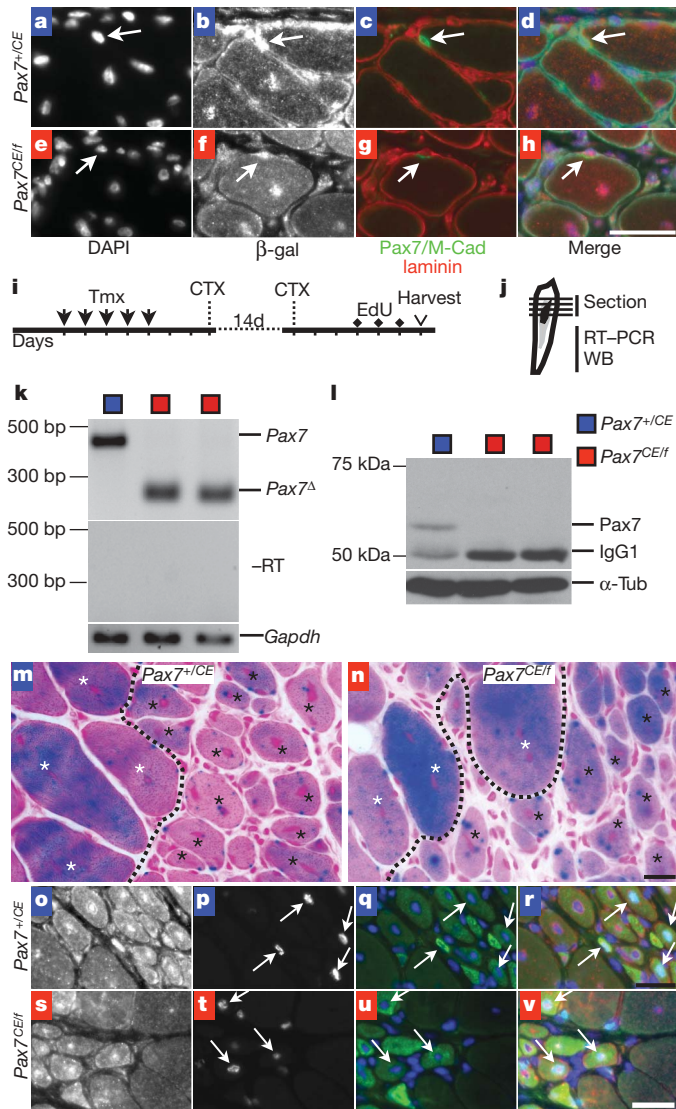 a b c d
Pax7+/CE
e f g h
Pax7CE/f
DAPI β-gal Pax7/M-Cad Merge
laminin
i Tmx CTX 14d CTX EdU Harvest
Days
j Section
RT–PCR
WB
k
500 bp Pax7
300 bp Pax7Δ
500 bp
–RT
300 bp
Gapdh
l
Pax7+/CE
Pax7CE/f
75 kDa
Pax7
50 kDa IgG1
α-Tub
m Pax7+/CE n Pax7CE/f
* * * * * * * * * * * * *
o p q r
Pax7+/CE
s t u v
Pax7CE/f